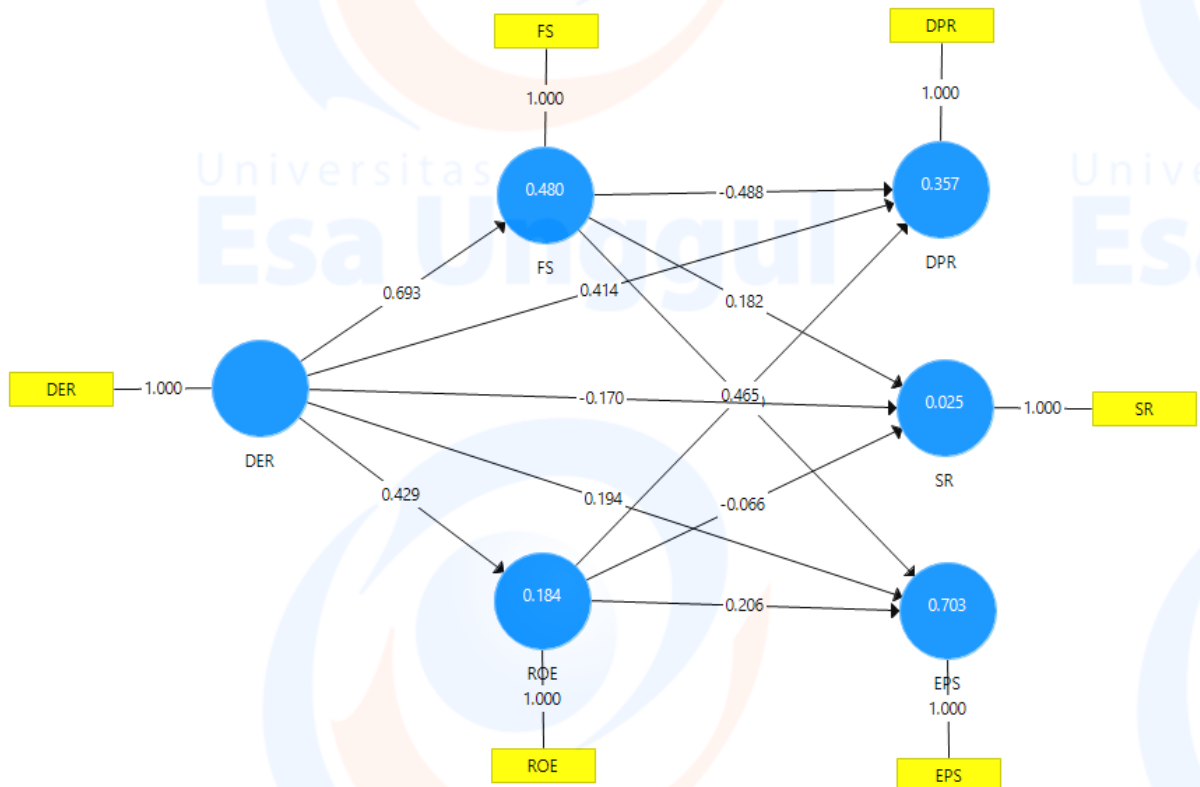 FS
DPR
1.000
1.000
Universitas
Esa Unggul
Unive
Esa
0.480
-0.488
0.357
FS
DPR
0.693
0.414
0.182
DER
1.000
-0.170
0.465
0.025
1.000
SR
DER
SR
0.429
0.194
-0.066
0.184
0.206
0.703
ROE
EPS
1.000
1.000
ROE
EPS